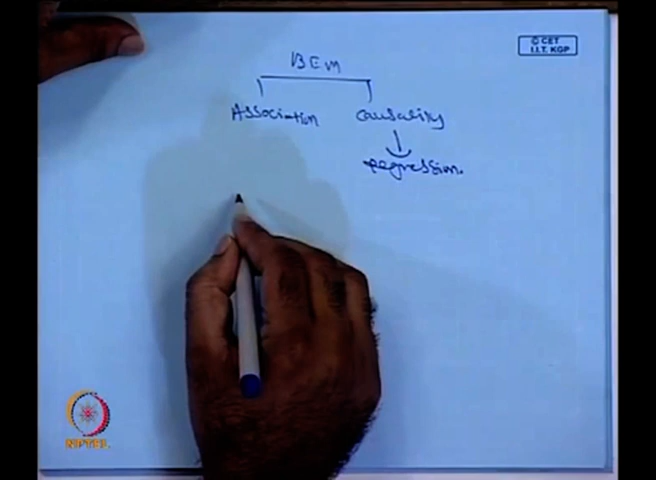 © CET
I.I.T. KGP
BEM
Association Causality
Regression.
NPTEL